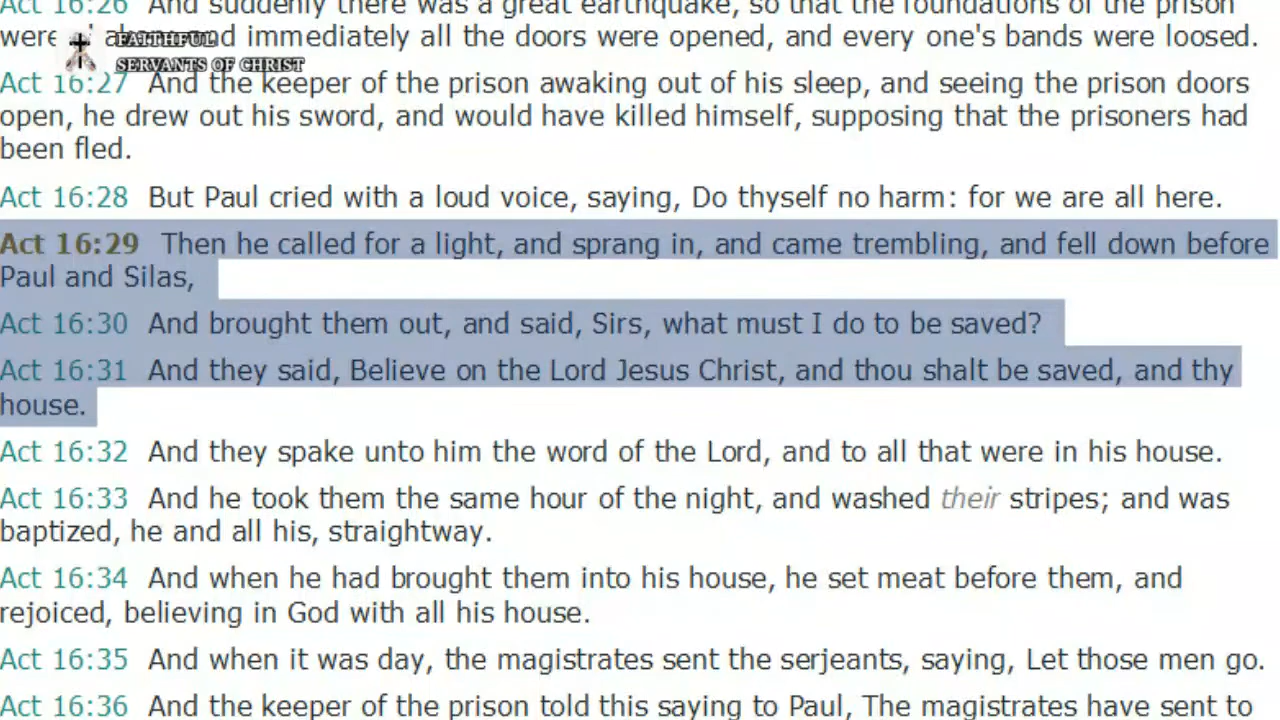 Act 16:26 And suddenly there was a great earthquake, so that the foundations of the prison
were and immediately all the doors were opened, and every one's bands were loosed.
FAITHFUL
SERVANTS OF CHRIST
Act 16:27 And the keeper of the prison awaking out of his sleep, and seeing the prison doors
open, he drew out his sword, and would have killed himself, supposing that the prisoners had
been fled.
Act 16:28 But Paul cried with a loud voice, saying, Do thyself no harm: for we are all here.
Act 16:29 Then he called for a light, and sprang in, and came trembling, and fell down before
Paul and Silas,
Act 16:30 And brought them out, and said, Sirs, what must I do to be saved?
Act 16:31 And they said, Believe on the Lord Jesus Christ, and thou shalt be saved, and thy
house.
Act 16:32 And they spake unto him the word of the Lord, and to all that were in his house.
Act 16:33 And he took them the same hour of the night, and washed their stripes; and was
baptized, he and all his, straightway.
Act 16:34 And when he had brought them into his house, he set meat before them, and
rejoiced, believing in God with all his house.
Act 16:35 And when it was day, the magistrates sent the serjeants, saying, Let those men go.
Act 16:36 And the keeper of the prison told this saying to Paul, The magistrates have sent to